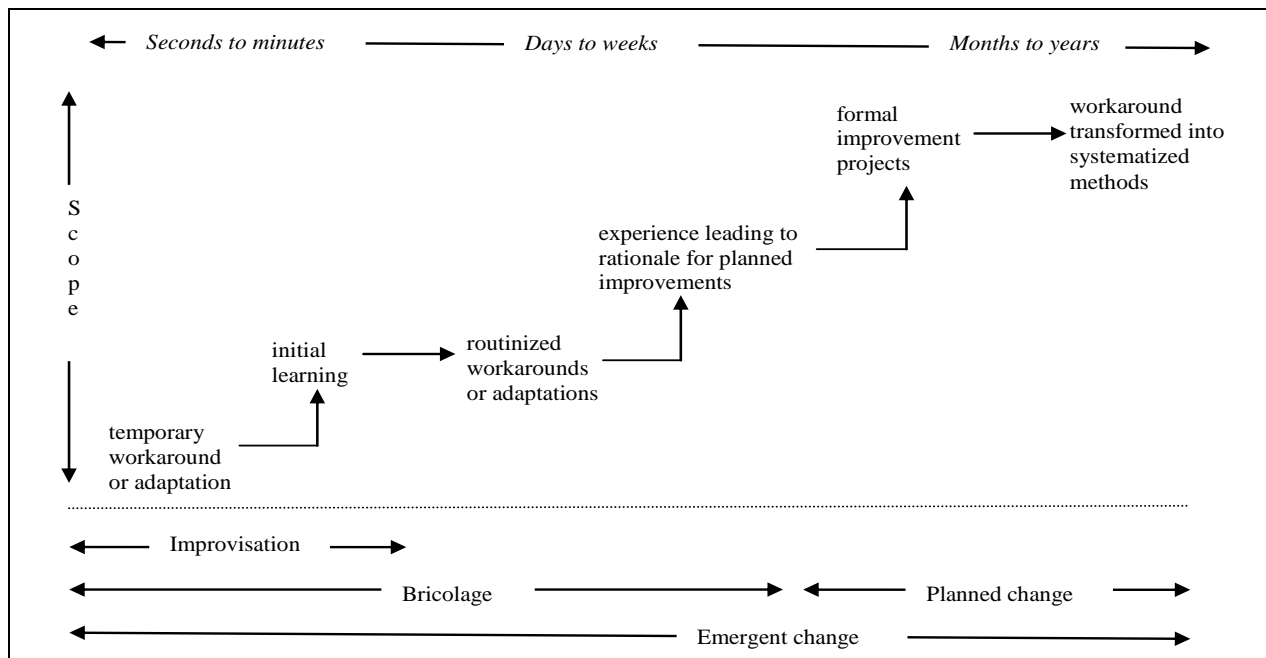 Seconds to minutes
Days to weeks
Months to years
Scope
formal
improvement
projects
workaround
transformed into
systematized
methods
experience leading to
rationale for planned
improvements
initial
learning
routinized
workarounds
or adaptations
temporary
workaround
or adaptation
Improvisation
Bricolage
Planned change
Emergent change